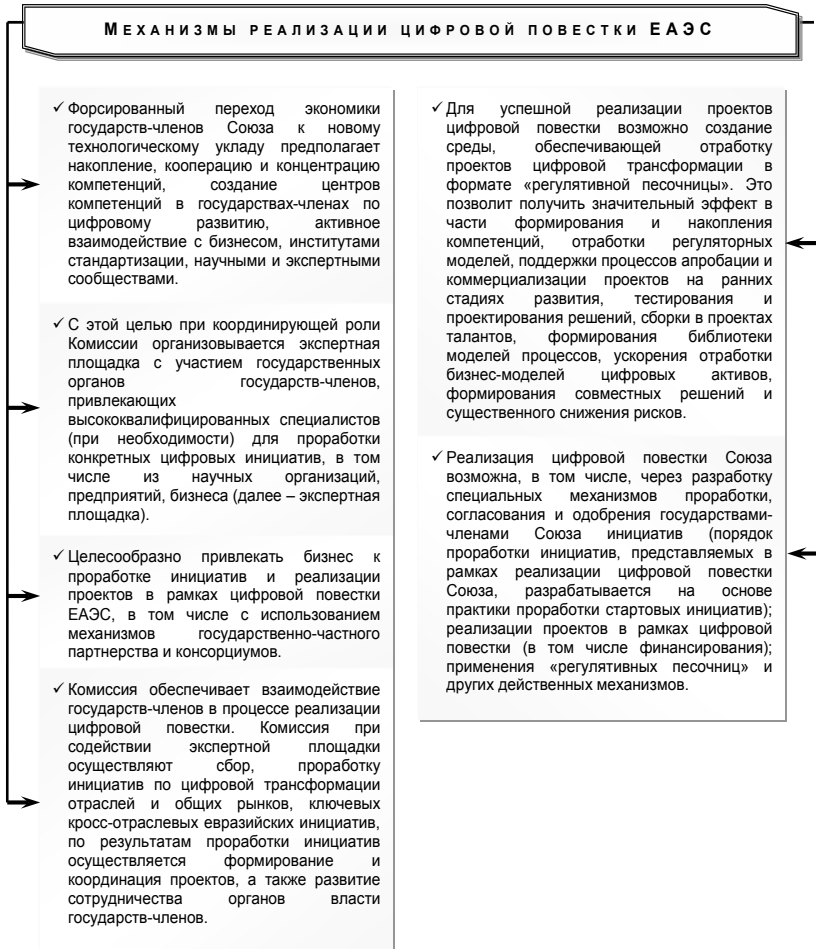 МЕХАНИЗМЫ РЕАЛИЗАЦИИ ЦИФРОВОЙ ПОВЕСТКИ ЕАЭС
✓ Форсированный переход экономики
государств-членов Союза к новому
технологическому укладу предполагает
накопление, кооперацию и концентрацию
компетенций, создание центров
компетенций в государствах-членах по
цифровому развитию, активное
взаимодействие с бизнесом, институтами
стандартизации, научными и экспертными
сообществами.
✓ С этой целью при координирующей роли
Комиссии организовывается экспертная
площадка с участием государственных
органов государств-членов,
привлекающих
высококвалифицированных специалистов
(при необходимости) для проработки
конкретных цифровых инициатив, в том
числе из научных организаций,
предприятий, бизнеса (далее – экспертная
площадка).
✓ Целесообразно привлекать бизнес к
проработке инициатив и реализации
проектов в рамках цифровой повестки
ЕАЭС, в том числе с использованием
механизмов государственно-частного
партнерства и консорциумов.
✓ Комиссия обеспечивает взаимодействие
государств-членов в процессе реализации
цифровой повестки. Комиссия при
содействии экспертной площадки
осуществляют сбор, проработку
инициатив по цифровой трансформации
отраслей и общих рынков, ключевых
кросс-отраслевых евразийских инициатив,
по результатам проработки инициатив
осуществляется формирование и
координация проектов, а также развитие
сотрудничества органов власти
государств-членов.
✓ Для успешной реализации проектов
цифровой повестки возможно создание
среды, обеспечивающей отработку
проектов цифровой трансформации в
формате «регулятивной песочницы». Это
позволит получить значительный эффект в
части формирования и накопления
компетенций, отработки регуляторных
моделей, поддержки процессов апробации и
коммерциализации проектов на ранних
стадиях развития, тестирования и
проектирования решений, сборки в проектах
талантов, формирования библиотеки
моделей процессов, ускорения отработки
бизнес-моделей цифровых активов,
формирования совместных решений и
существенного снижения рисков.
✓ Реализация цифровой повестки Союза
возможна, в том числе, через разработку
специальных механизмов проработки,
согласования и одобрения государствами-
членами Союза инициатив (порядок
проработки инициатив, представляемых в
рамках реализации цифровой повестки
Союза, разрабатывается на основе
практики проработки стартовых инициатив);
реализации проектов в рамках цифровой
повестки (в том числе финансирования);
применения «регулятивных песочниц» и
других действенных механизмов.